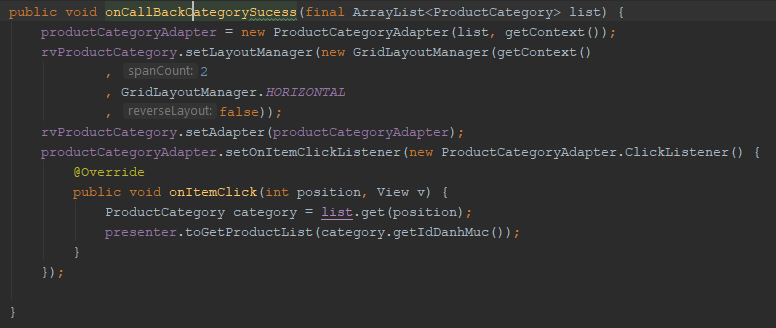 public void onCallBackCategorySucess(final ArrayList<ProductCategory> list) {
    productCategoryAdapter = new ProductCategoryAdapter(list, getContext());
    rvProductCategory.setLayoutManager(new GridLayoutManager(getContext()
            , spanCount: 2
            , GridLayoutManager.HORIZONTAL
            , reverseLayout: false));
    rvProductCategory.setAdapter(productCategoryAdapter);
    productCategoryAdapter.setOnItemClickListener(new ProductCategoryAdapter.ClickListener() {
        @Override
        public void onItemClick(int position, View v) {
            ProductCategory category = list.get(position);
            presenter.toGetProductList(category.getIdDanhMuc());
        }
    });
}